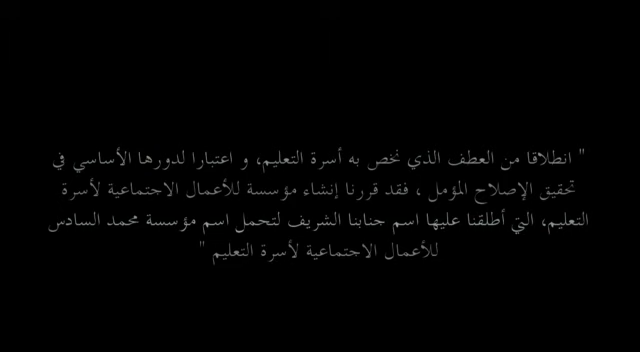 " انطلاقا من العطف الذي نخص به أسرة التعليم، و اعتبارا لدورها الأساسي في
تحقيق الإصلاح المؤمل ، فقد قررنا إنشاء مؤسسة للأعمال الاجتماعية لأسرة
التعليم، التي أطلقنا عليها اسم جنابنا الشريف لتحمل اسم مؤسسة محمد السادس
للأعمال الاجتماعية لأسرة التعليم "